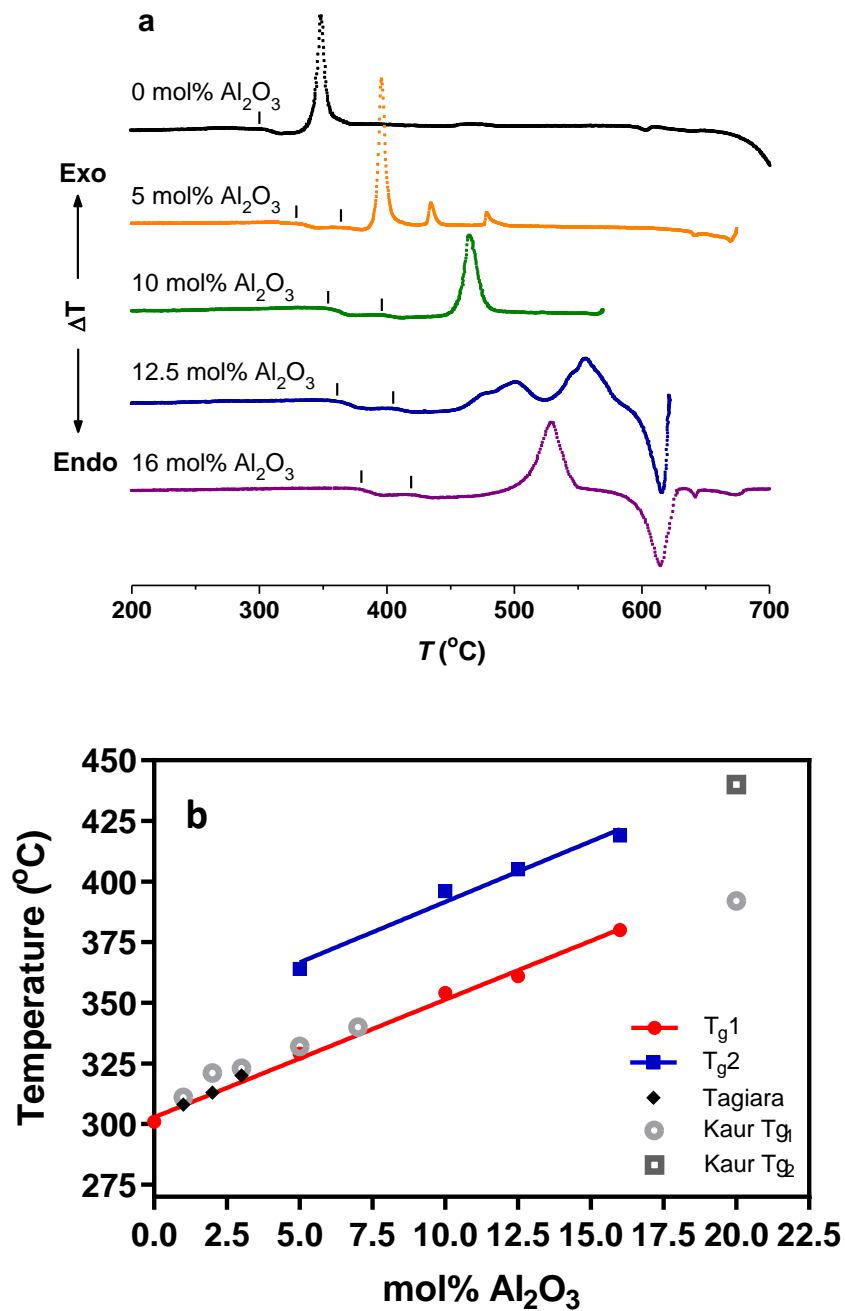 a
0 mol% Al₂O₃
Exo
5 mol% Al₂O₃
10 mol% Al₂O₃
ΔT
12.5 mol% Al₂O₃
Endo
16 mol% Al₂O₃
200 300 400 500 600 700
T (°C)
b
Temperature (°C)
450
425
400
375
350
325
300
275
Tg1
Tg2
Tagiara
Kaur Tg1
Kaur Tg2
0.0 2.5 5.0 7.5 10.0 12.5 15.0 17.5 20.0 22.5
mol% Al₂O₃